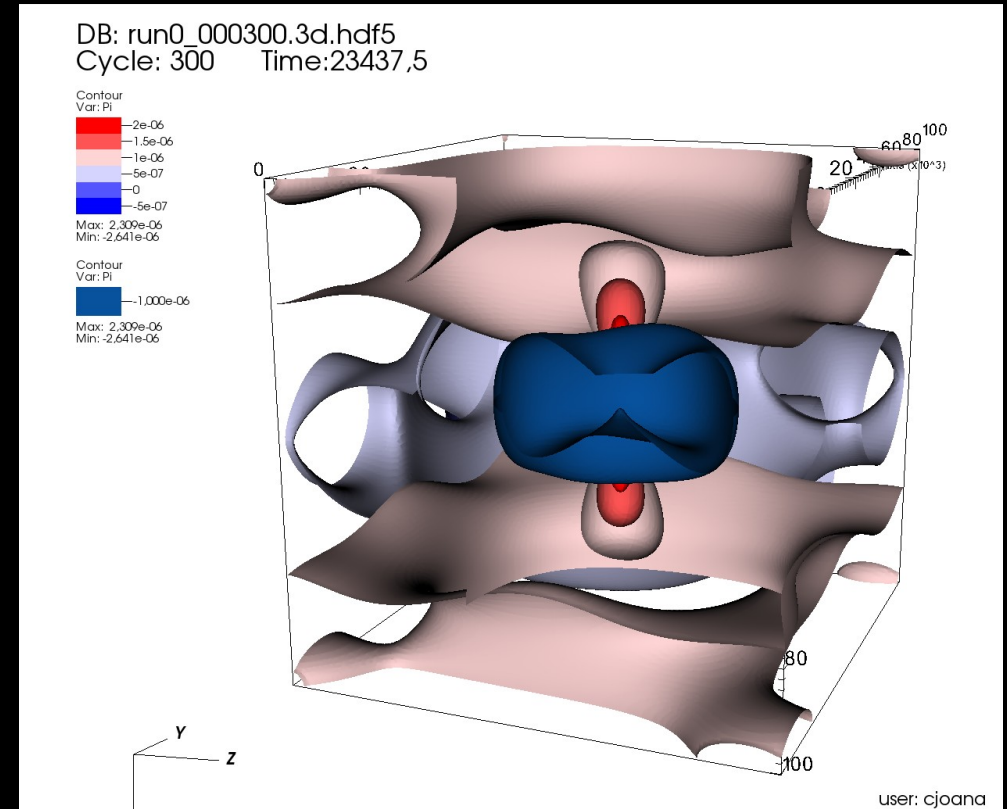 DB: run0_000300.3d.hdf5
Cycle: 300 Time:23437,5
Contour
Var: Pi
2e-06
1.5e-06
1e-06
5e-07
0
-5e-07
Max: 2,309e-06
Min: -2,641e-06
Contour
Var: Pi
-1,000e-06
Max: 2,309e-06
Min: -2,641e-06
0
20
60
80
100
(x10^3)
80
100
Y
Z
user: cjoana